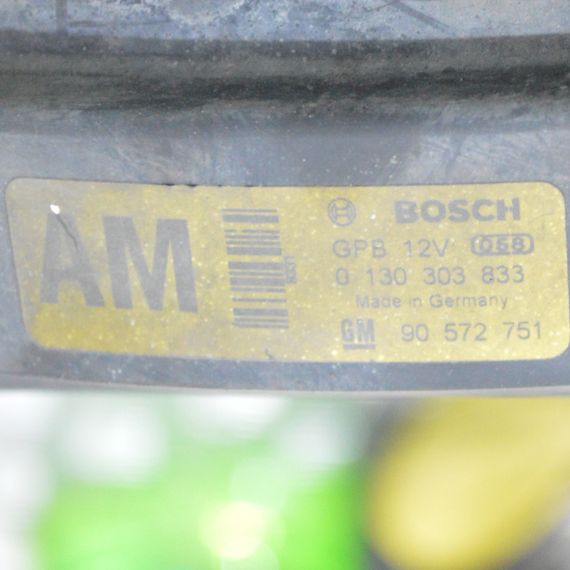 AM
BOSCH
GPB 12V 058
0 130 303 833
Made in Germany
GM 90 572 751